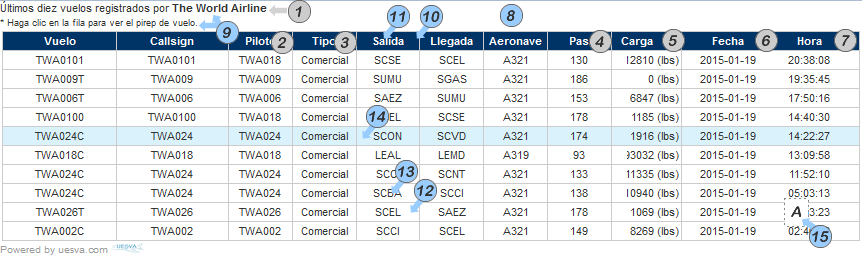 Últimos diez vuelos registrados por The World Airline 1
* Haga clic en la fila para ver el pirep de vuelo.
9 11 10 8
Vuelo Callsign Piloto 2 Tipo 3 Salida Llegada Aeronave Pas 4 Carga 5 Fecha 6 Hora 7
TWA0101 TWA0101 TWA018 Comercial SCSE SCEL A321 130 12810 (lbs) 2015-01-19 20:38:08
TWA009T TWA009 TWA009 Comercial SUMU SGAS A321 186 0 (lbs) 2015-01-19 19:35:45
TWA006T TWA006 TWA006 Comercial SAEZ SUMU A321 153 6847 (lbs) 2015-01-19 17:50:16
TWA0100 TWA0100 TWA018 Comercial EL SCSE A321 178 1185 (lbs) 2015-01-19 14:40:30
TWA024C TWA024 TWA024 Comercial 14 SCON SCVD A321 174 1916 (lbs) 2015-01-19 14:22:27
TWA018C TWA018 TWA018 Comercial LEAL LEMD A319 93 93032 (lbs) 2015-01-19 13:09:58
TWA024C TWA024 TWA024 Comercial SCNT A321 133 11335 (lbs) 2015-01-19 11:52:10
TWA024C TWA024 TWA024 Comercial 13 SCCI A321 138 10940 (lbs) 2015-01-19 05:03:13
TWA026T TWA026 TWA026 Comercial SCEL 12 SAEZ A321 178 1069 (lbs) 2015-01-19 A 3:23
TWA002C TWA002 TWA002 Comercial SCCI SCEL A321 149 8269 (lbs) 2015-01-19 02:4 15
Powered by uesva.com UESVA